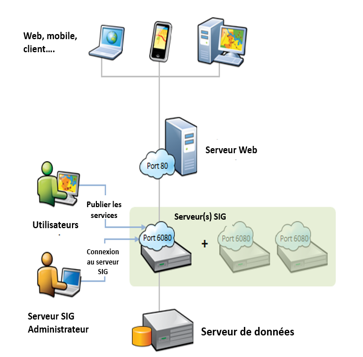 Web, mobile,
client....
Serveur Web
Port 80
Publier les
services
Utilisateurs
Serveur(s) SIG
Port 6080
+
Port 6080
Port 6080
Connexion
au serveur
SIG
Serveur SIG
Administrateur
Serveur de données